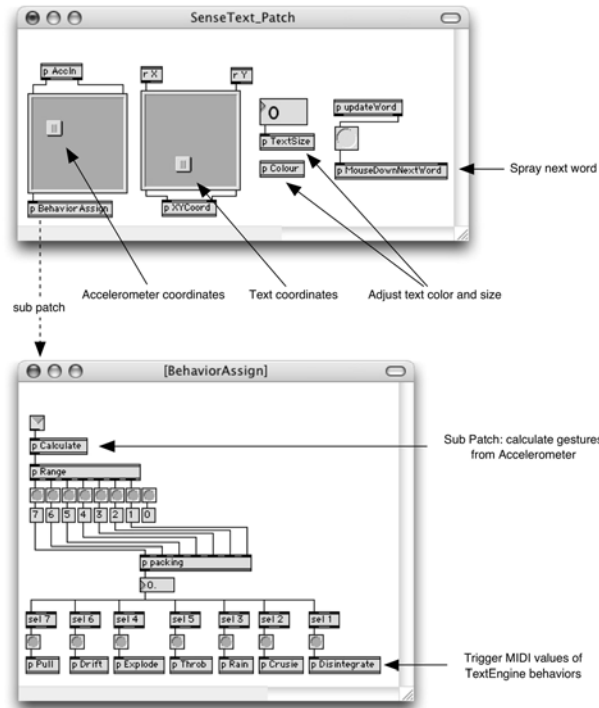 SenseText_Patch
p AccIn
r X
r Y
0
p TextSize
p Colour
p updateWord
p MouseDownNextWord
p BehaviorAssign
p XYCoord
Spray next word
Accelerometer coordinates
Text coordinates
Adjust text color and size
sub patch
[BehaviorAssign]
p Calculate
p Range
7 6 5 4 3 2 1 0
p packing
0.
sel 7 sel 6 sel 4 sel 5 sel 3 sel 2 sel 1
p Pull p Drift p Explode p Throb p Rain p Crusie p Disintegrate
Sub Patch: calculate gestures
from Accelerometer
Trigger MIDI values of
TextEngine behaviors